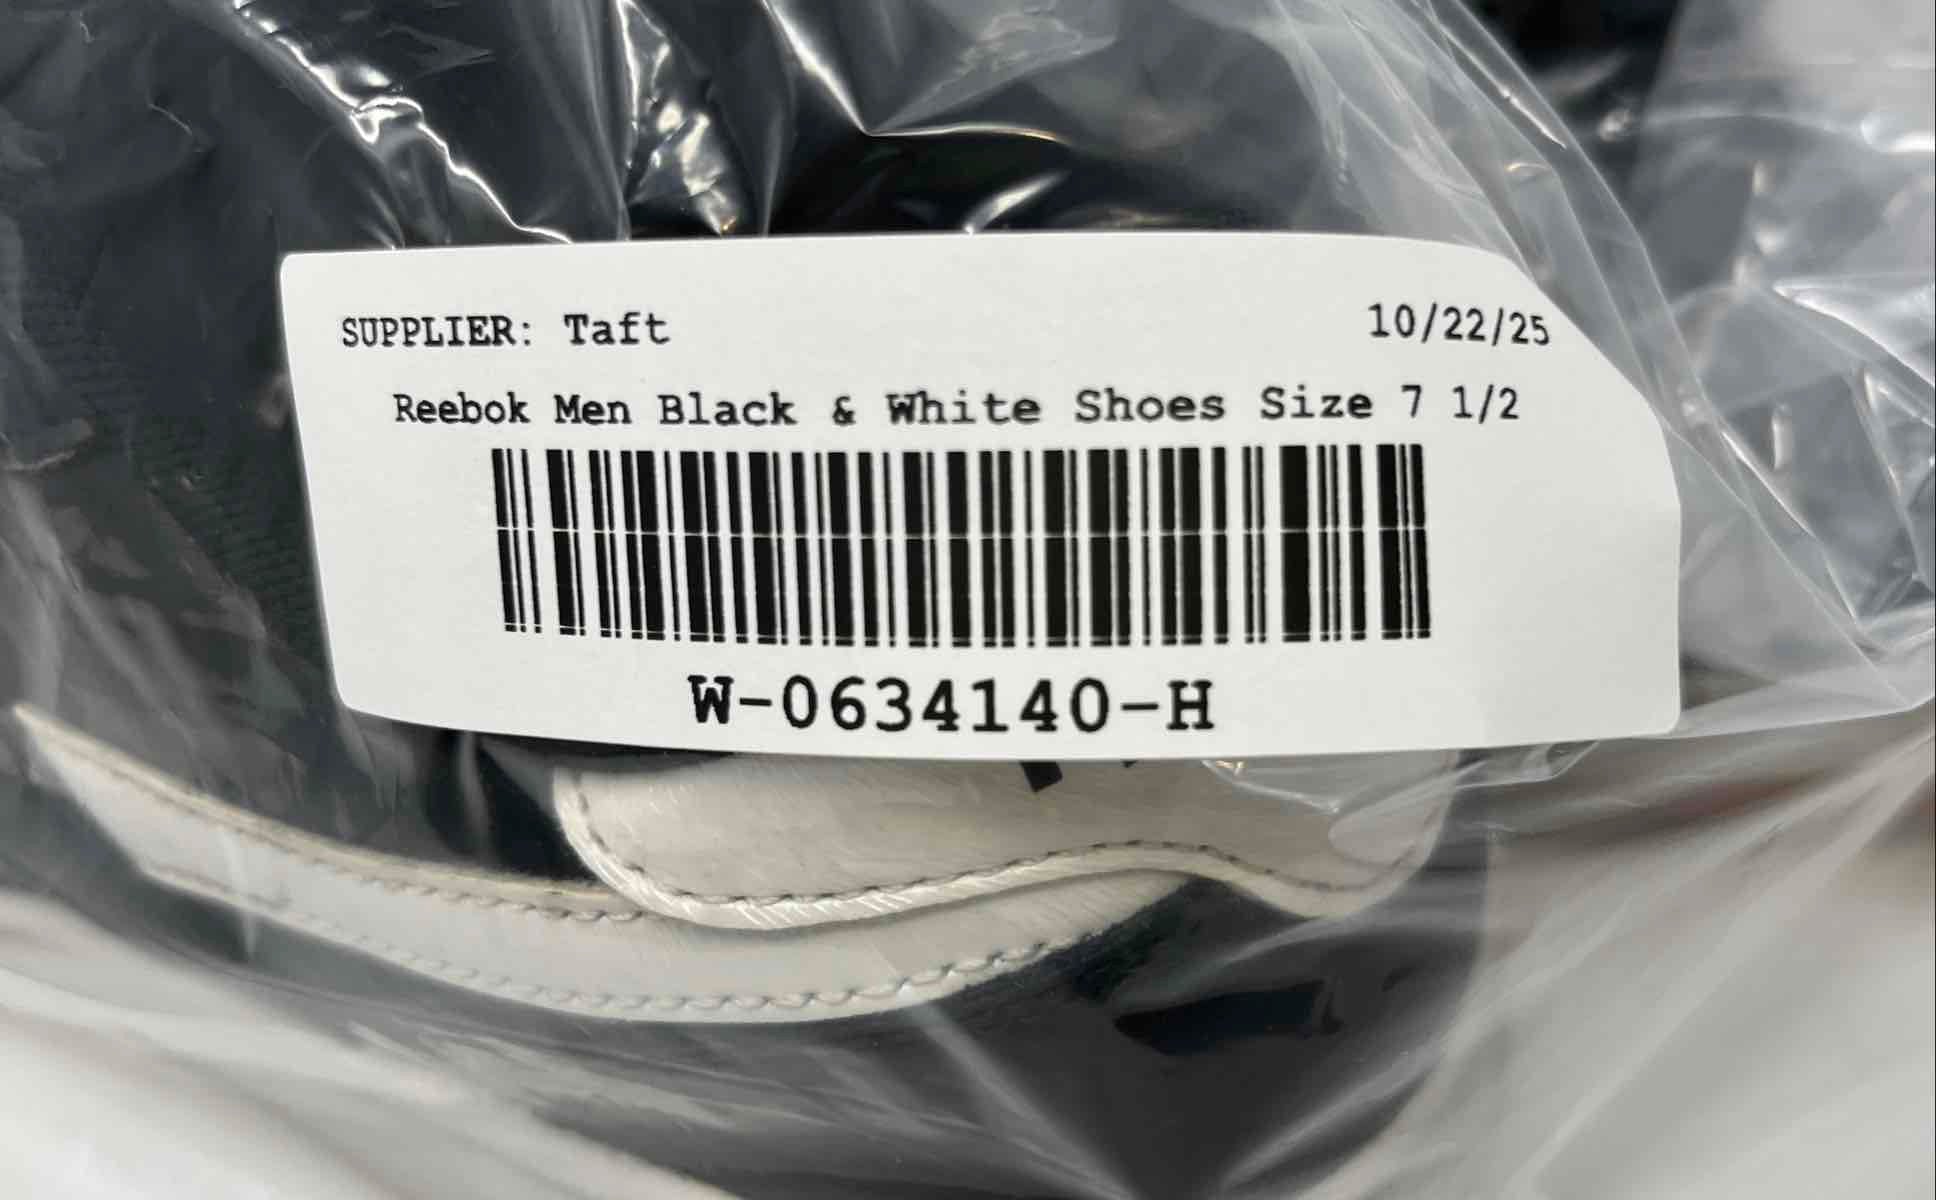 SUPPLIER: Taft
10/22/25
Reebok Men Black & White Shoes Size 7 1/2
W-0634140-H